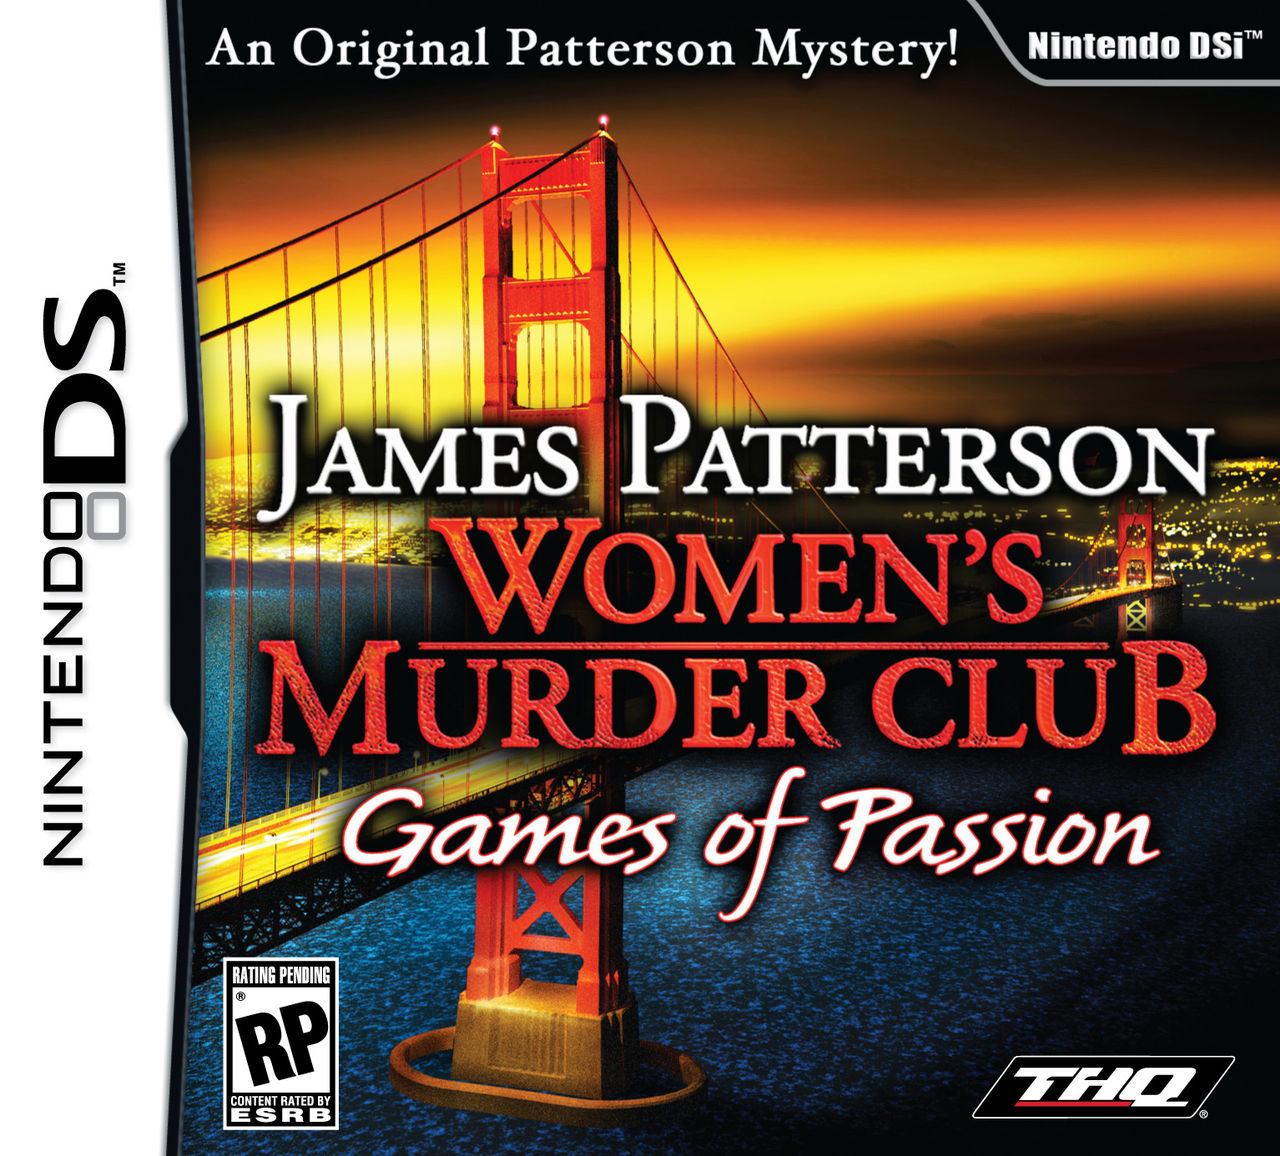 An Original Patterson Mystery!
Nintendo DSi™
NINTENDO DS™
JAMES PATTERSON
WOMEN'S
MURDER CLUB
Games of Passion
RATING PENDING
®
RP
CONTENT RATED BY
ESRB
THQ®